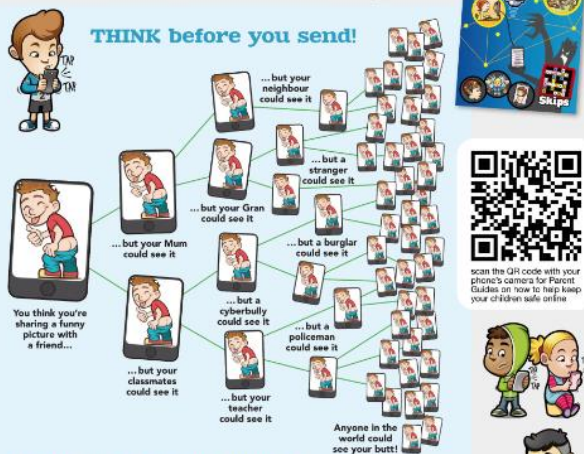 THINK before you send!
TAP
TAP
... but your
neighbour
could see it
... but a
stranger
could see it
... but your Gran
could see it
... but your Mum
could see it
... but a burglar
could see it
You think you're
sharing a funny
picture with
a friend...
... but a
cyberbully
could see it
... but a
policeman
could see it
... but your
classmates
could see it
... but your
teacher
could see it
Anyone in the
world could
see your butt!
Skips
scan the QR code with your
phone's camera for Parent
Guides on how to help keep
your children safe online
TAP
TAP